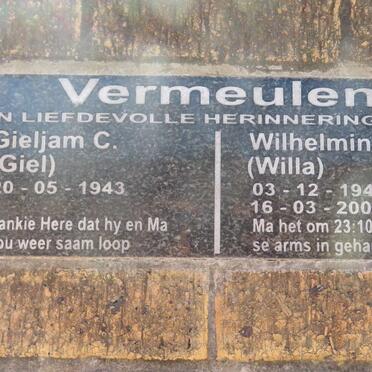 Vermeulen
N LIEFDEVOLLE HERINNERING
Gieljam C.
(Giel)
20 - 05 - 1943
ankie Here dat hy en Ma
ou weer saam loop
Wilhelmin
(Willa)
03 - 12 - 194
16 - 03 - 200
Ma het om 23:10
se arms in geha